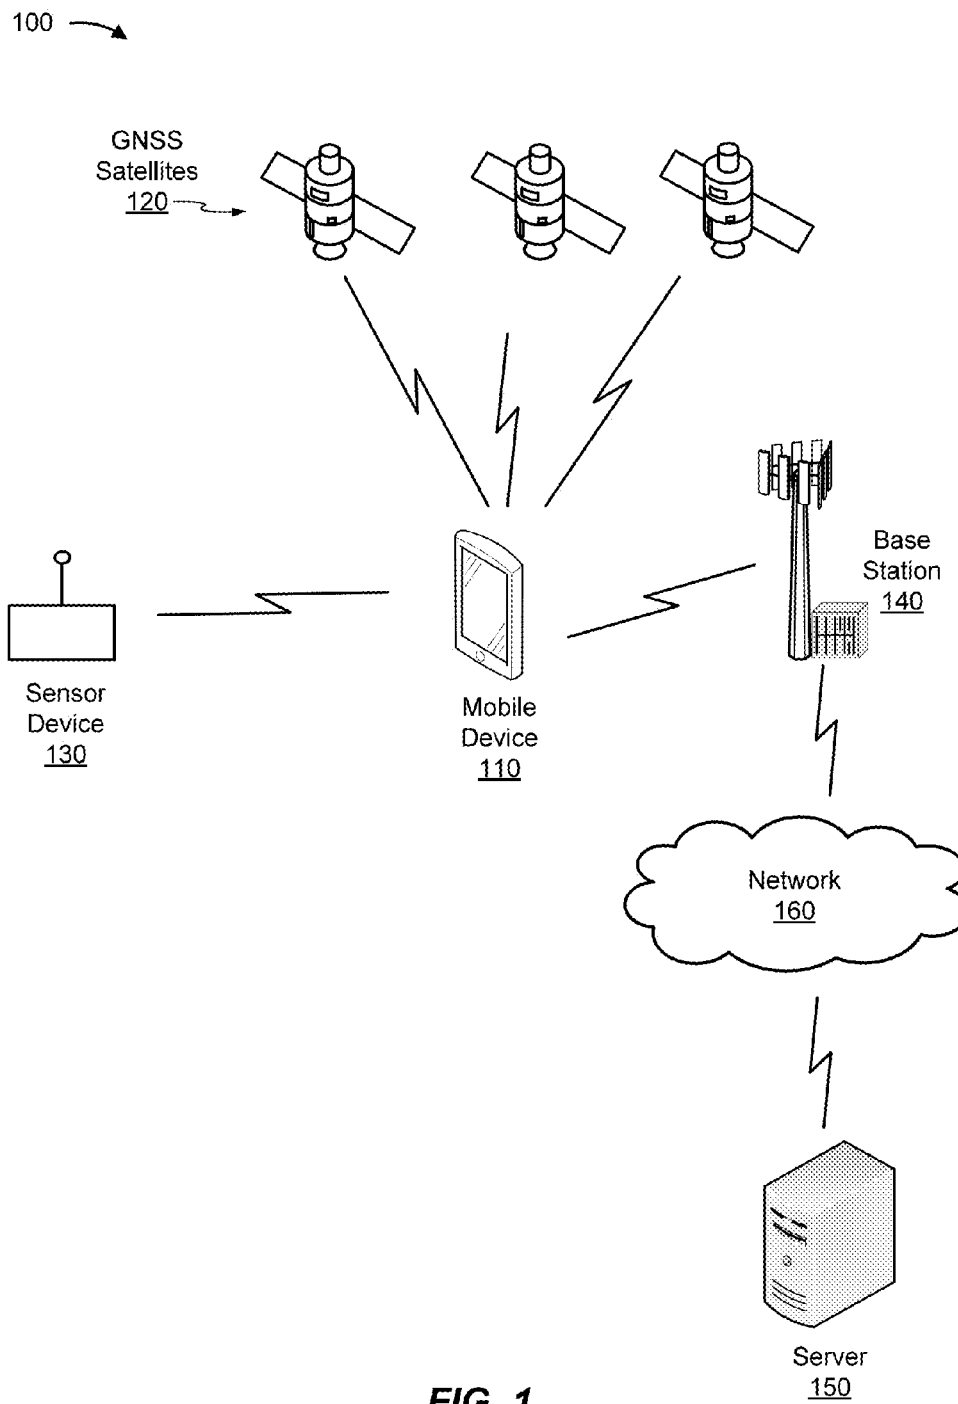 100
GNSS
Satellites
120
Base
Station
140
Sensor
Device
130
Mobile
Device
110
Network
160
Server
150
FIG. 1